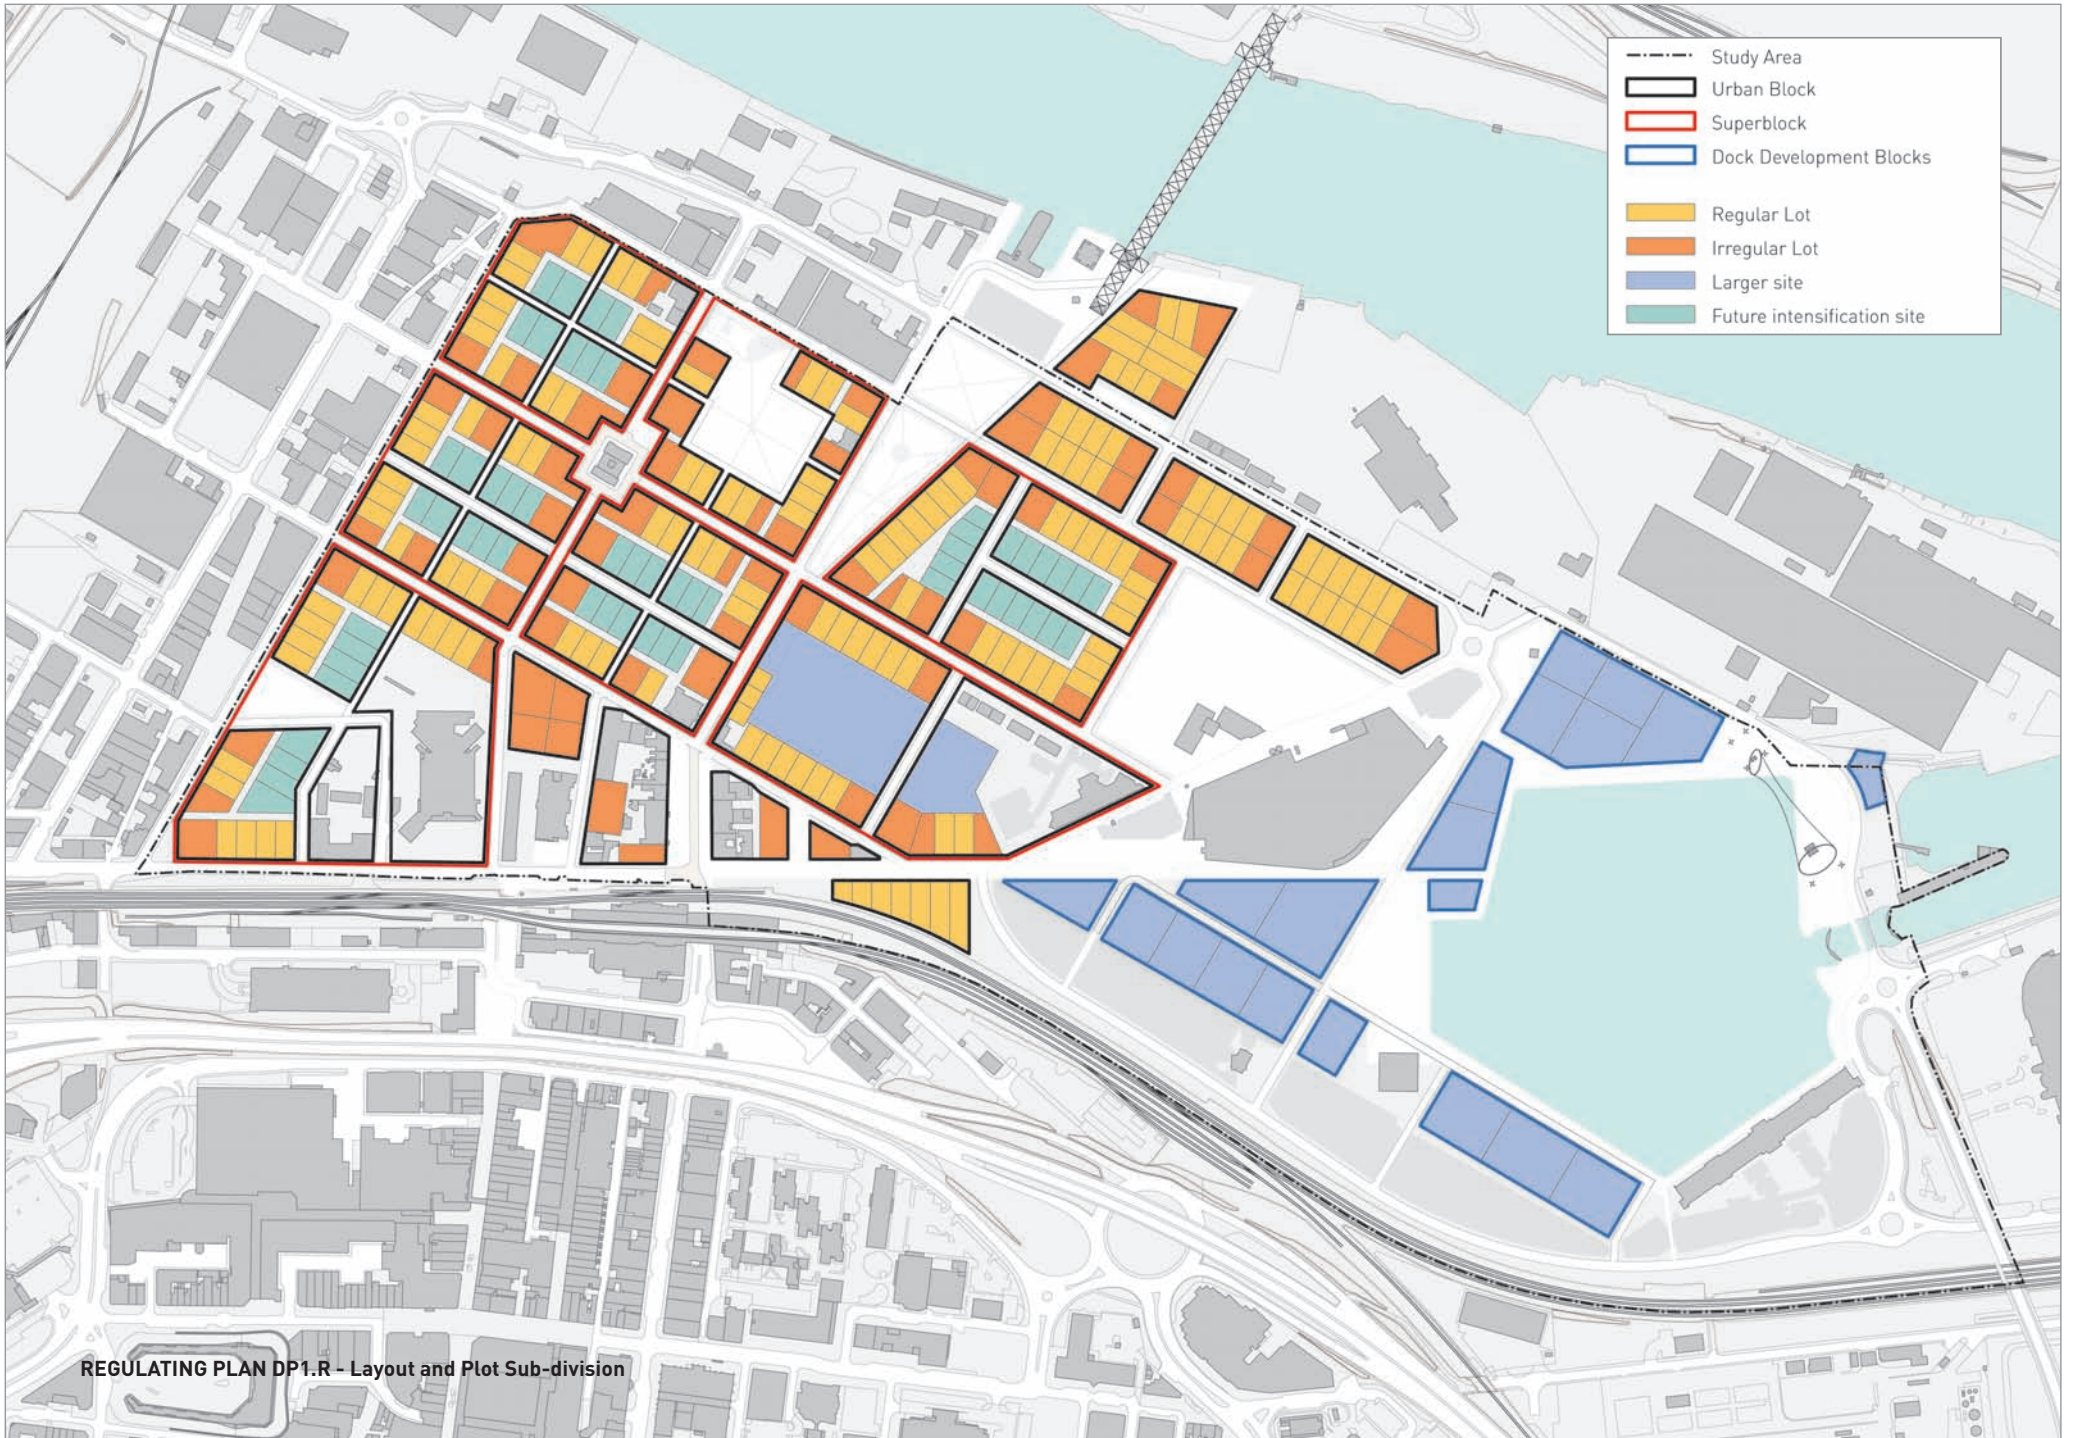 Study Area
Urban Block
Superblock
Dock Development Blocks
Regular Lot
Irregular Lot
Larger site
Future intensification site
REGULATING PLAN DP1.R - Layout and Plot Sub-division